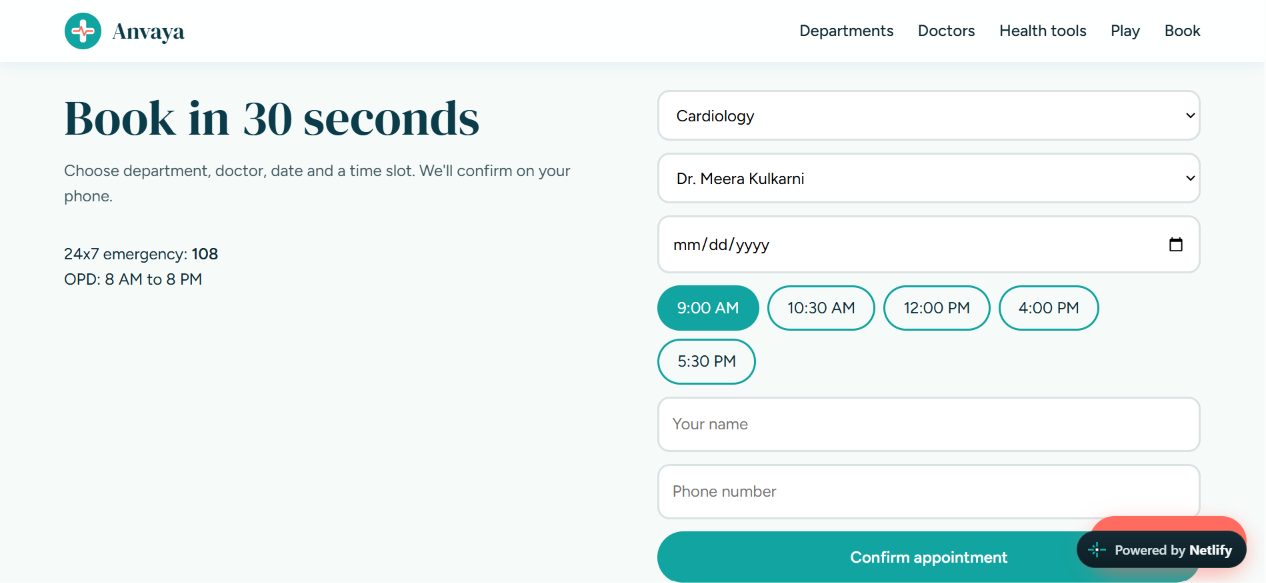 Anvaya
Departments Doctors Health tools Play Book
Book in 30 seconds
Choose department, doctor, date and a time slot. We'll confirm on your
phone.
24x7 emergency: 108
OPD: 8 AM to 8 PM
Cardiology
Dr. Meera Kulkarni
mm/dd/yyyy
9:00 AM 10:30 AM 12:00 PM 4:00 PM
5:30 PM
Your name
Phone number
Confirm appointment
Powered by Netlify